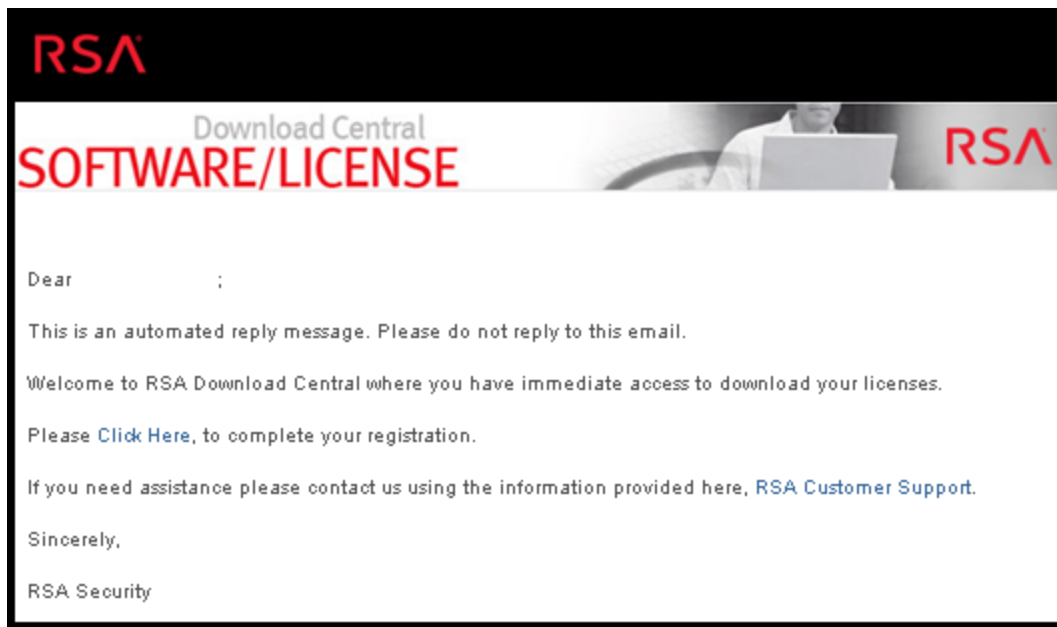 RSA
Download Central
SOFTWARE/LICENSE
RSA
Dear ;
This is an automated reply message. Please do not reply to this email.
Welcome to RSA Download Central where you have immediate access to download your licenses.
Please Click Here, to complete your registration.
If you need assistance please contact us using the information provided here, RSA Customer Support.
Sincerely,
RSA Security